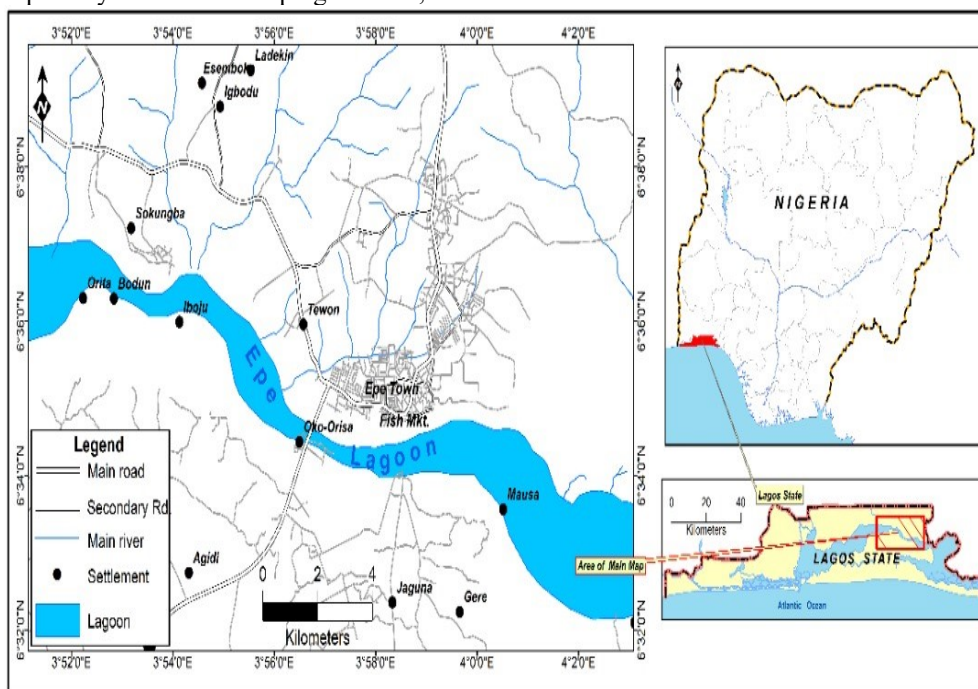 3°52'0"E 3°54'0"E 3°56'0"E 3°58'0"E 4°0'0"E 4°2'0"E
Ladekin
Igbodu
N
6°38'0"N
6°38'0"N
Sokungba
Orita
Bodun
Iboju
Tewon
6°36'0"N
6°36'0"N
Epe Town
Fish Mkt.
Epe
Lagoon
Oko-Orisa
6°34'0"N
6°34'0"N
Mausa
Agidi
Jaguna
Gere
6°32'0"N
6°32'0"N
Legend
Main road
Secondary Rd.
Main river
Settlement
Lagoon
0 2 4
Kilometers
3°52'0"E 3°54'0"E 3°56'0"E 3°58'0"E 4°0'0"E 4°2'0"E
N
NIGERIA
Lagos State
0 20 40
Kilometers
Area of Main Map
LAGOS STATE
Atlantic Ocean